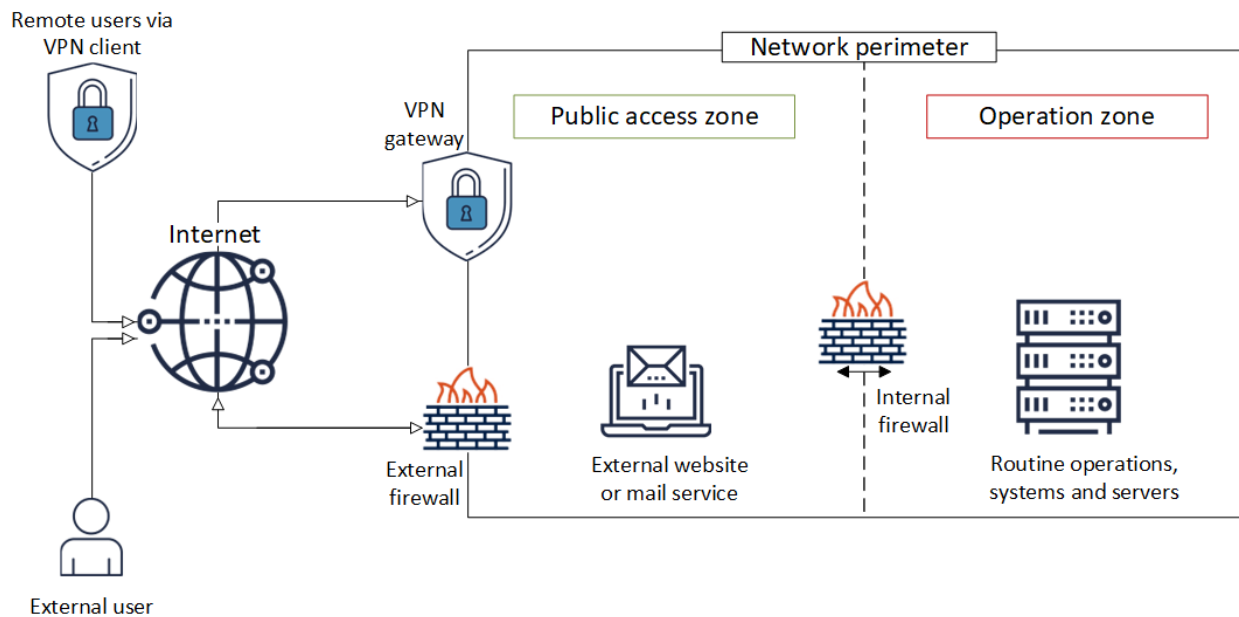 Remote users via
VPN client
Network perimeter
VPN
gateway
Public access zone
Operation zone
Internet
Internal
firewall
External
firewall
External website
or mail service
Routine operations,
systems and servers
External user